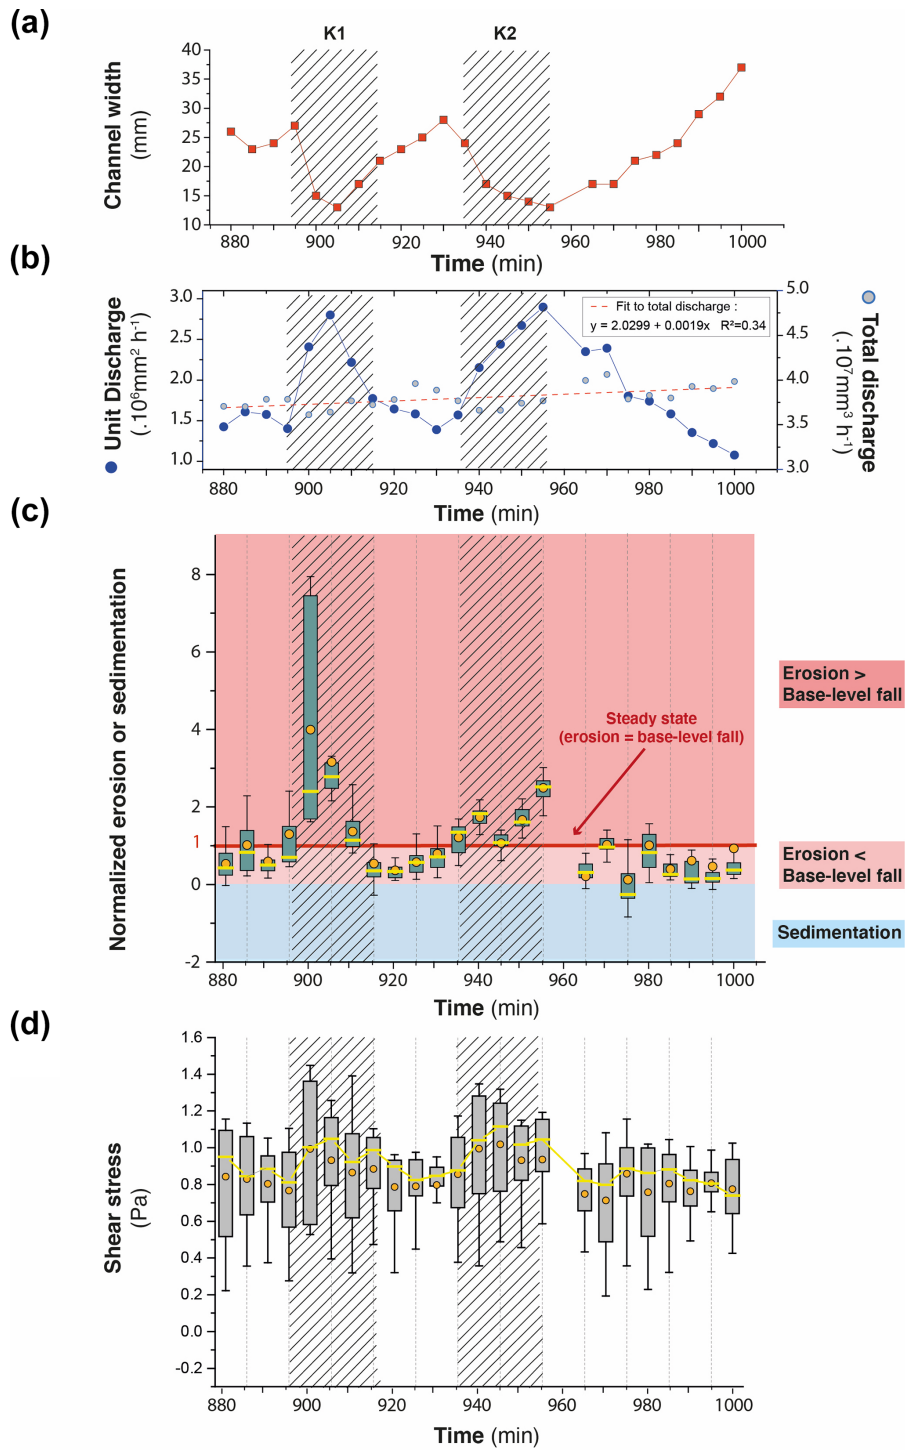 (a)
K1 K2
Channel width
(mm)
40
35
30
25
20
15
10
880 900 920 940 960 980 1000
Time (min)
(b)
Unit Discharge
(.10⁶mm² h⁻¹)
3.0
2.5
2.0
1.5
1.0
Fit to total discharge :
y = 2.0299 + 0.0019x R²=0.34
5.0
4.5
4.0
3.5
3.0
Total discharge
(.10⁷mm³ h⁻¹)
880 900 920 940 960 980 1000
Time (min)
(c)
Normalized erosion or sedimentation
8
6
4
2
1
0
-2
Steady state
(erosion = base-level fall)
Erosion >
Base-level fall
Erosion <
Base-level fall
Sedimentation
880 900 920 940 960 980 1000
Time (min)
(d)
Shear stress
(Pa)
1.6
1.4
1.2
1.0
0.8
0.6
0.4
0.2
0.0
-0.2
880 900 920 940 960 980 1000
Time (min)